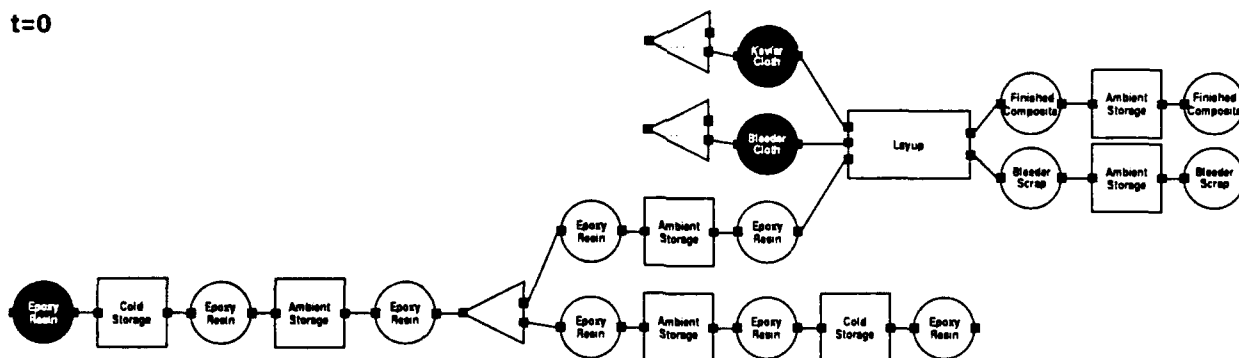 t=0
Kevlar
Cloth
Finished
Composite
Ambient
Storage
Finished
Composite
Bleeder
Cloth
Layup
Bleeder
Scrap
Ambient
Storage
Bleeder
Scrap
Epoxy
Resin
Ambient
Storage
Epoxy
Resin
Epoxy
Resin
Cold
Storage
Epoxy
Resin
Ambient
Storage
Epoxy
Resin
Epoxy
Resin
Ambient
Storage
Epoxy
Resin
Cold
Storage
Epoxy
Resin